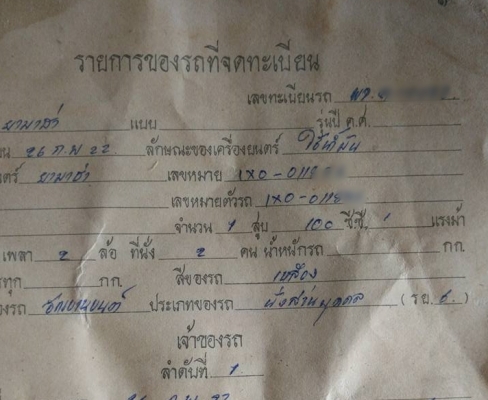 รายการของรถที่จดทะเบียน
เลขทะเบียนรถ
ยามาฮ่า แบบ รุ่นปี ค.ศ.
26 ก.พ 22 ลักษณะของเครื่องยนตร์ ใช้น้ำมัน
ตร์ ยามาฮ่า เลขหมาย 1X0-0118
เลขหมายตัวรถ 1X0-0118
จำนวน 1 สูบ 100 ซีซี. แรงม้า
เพลา 2 ล้อ ที่นั่ง 2 คน น้ำหนักรถ กก.
กก. สีของรถ เหลือง
จักรยานยนต์ ประเภทของรถ นั่งส่วนบุคคล (รย. 6.)
เจ้าของรถ
ลำดับที่ 1